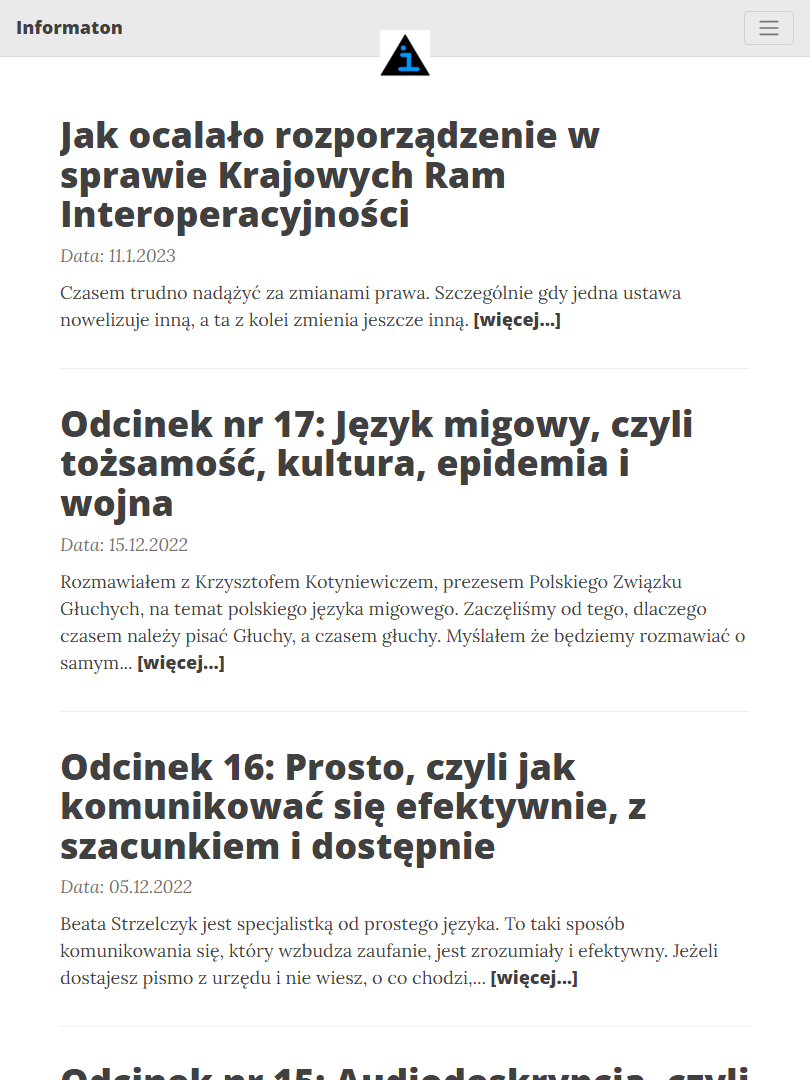 Informaton
i
Jak ocalało rozporządzenie w
sprawie Krajowych Ram
Interoperacyjności
Data: 11.1.2023
Czasem trudno nadążyć za zmianami prawa. Szczególnie gdy jedna ustawa
nowelizuje inną, a ta z kolei zmienia jeszcze inną. [więcej...]
Odcinek nr 17: Język migowy, czyli
tożsamość, kultura, epidemia i
wojna
Data: 15.12.2022
Rozmawiałem z Krzysztofem Kotyniewiczem, prezesem Polskiego Związku
Głuchych, na temat polskiego języka migowego. Zaczęliśmy od tego, dlaczego
czasem należy pisać Głuchy, a czasem głuchy. Myślałem że będziemy rozmawiać o
samym... [więcej...]
Odcinek 16: Prosto, czyli jak
komunikować się efektywnie, z
szacunkiem i dostępnie
Data: 05.12.2022
Beata Strzelczyk jest specjalistką od prostego języka. To taki sposób
komunikowania się, który wzbudza zaufanie, jest zrozumiały i efektywny. Jeżeli
dostajesz pismo z urzędu i nie wiesz, o co chodzi,... [więcej...]
Odcinek nr 15: Audiodeskrypcja, czyli